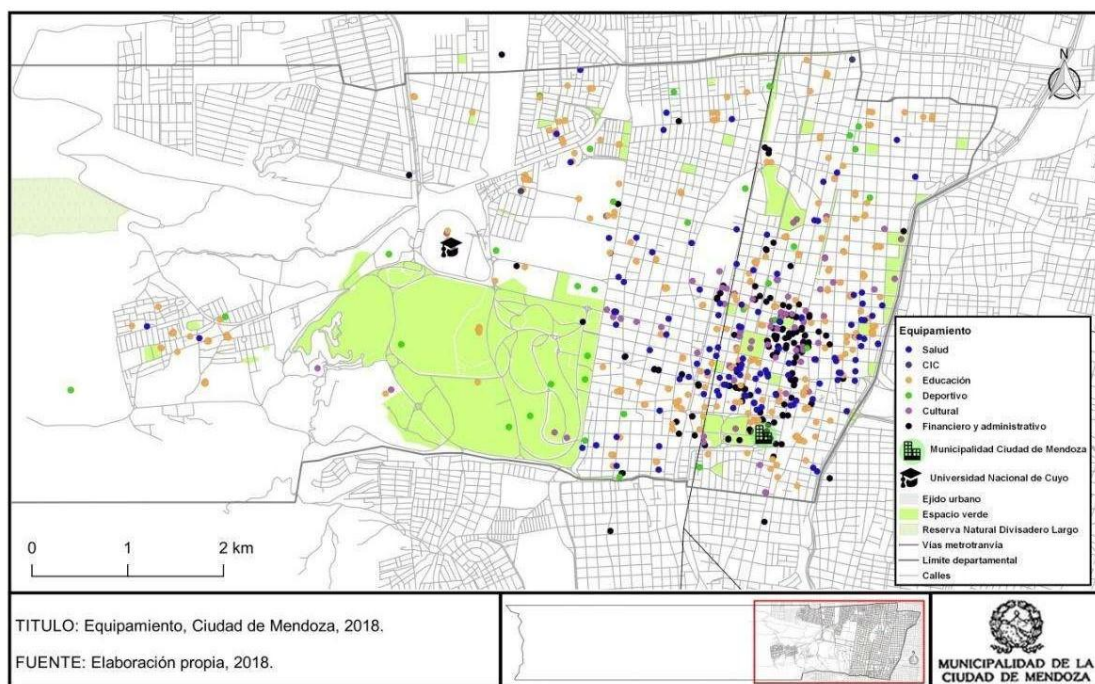 N
Equipamiento
Salud
CIC
Educación
Deportivo
Cultural
Financiero y administrativo
Municipalidad Ciudad de Mendoza
Universidad Nacional de Cuyo
Ejido urbano
Espacio verde
Reserva Natural Divisadero Largo
Vías metrotranvía
Límite departamental
Calles
0 1 2 km
TITULO: Equipamiento, Ciudad de Mendoza, 2018.
FUENTE: Elaboración propia, 2018.
MUNICIPALIDAD DE LA
CIUDAD DE MENDOZA